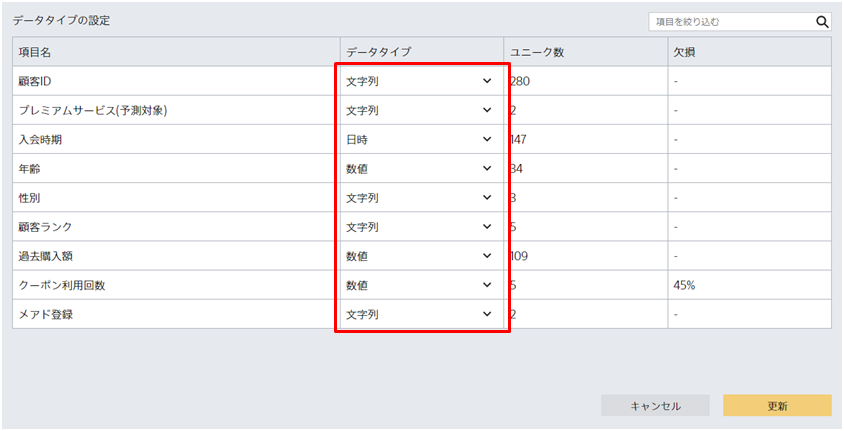 データタイプの設定
項目を絞り込む
項目名 データタイプ ユニーク数 欠損
顧客ID 文字列 280 -
プレミアムサービス(予測対象) 文字列 2 -
入会時期 日時 147 -
年齢 数値 34 -
性別 文字列 3 -
顧客ランク 文字列 5 -
過去購入額 数値 109 -
クーポン利用回数 数値 5 45%
メアド登録 文字列 2 -
キャンセル 更新